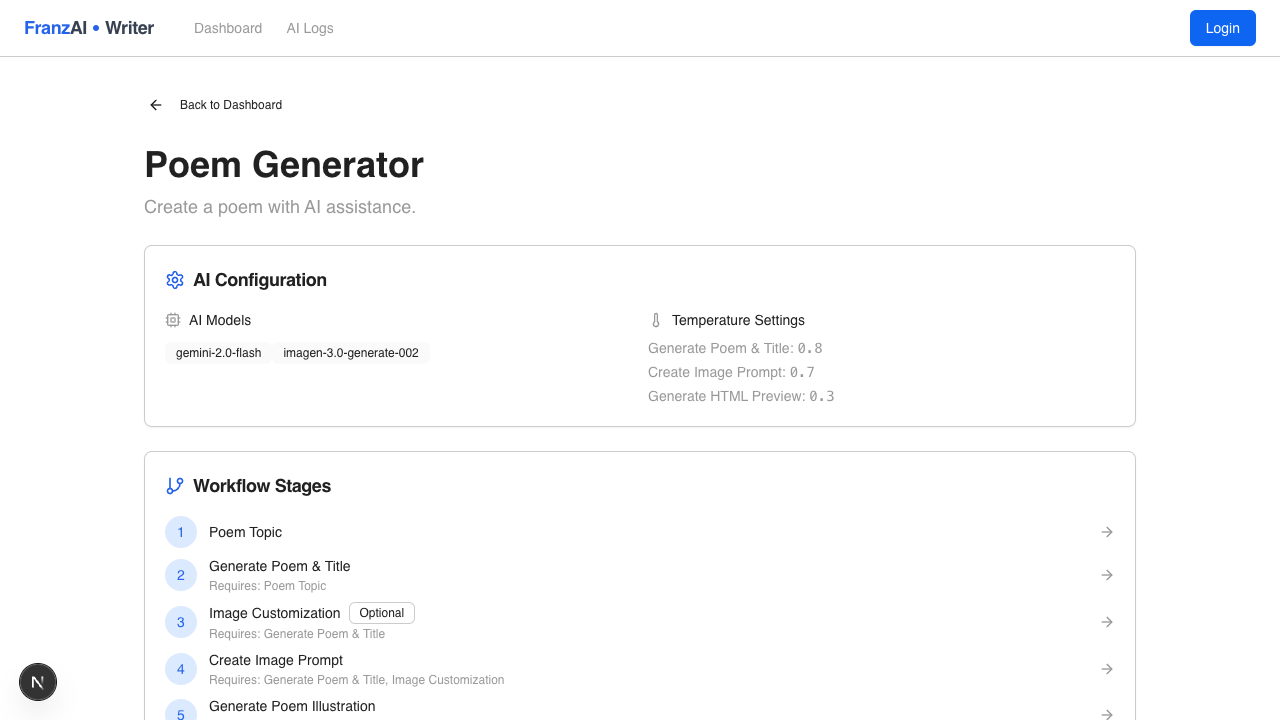 FranzAI • Writer
Dashboard
AI Logs
Login
Back to Dashboard
Poem Generator
Create a poem with AI assistance.
AI Configuration
AI Models
gemini-2.0-flash
imagen-3.0-generate-002
Temperature Settings
Generate Poem & Title: 0.8
Create Image Prompt: 0.7
Generate HTML Preview: 0.3
Workflow Stages
1
Poem Topic
2
Generate Poem & Title
Requires: Poem Topic
3
Image Customization Optional
Requires: Generate Poem & Title
4
Create Image Prompt
Requires: Generate Poem & Title, Image Customization
5
Generate Poem Illustration
N